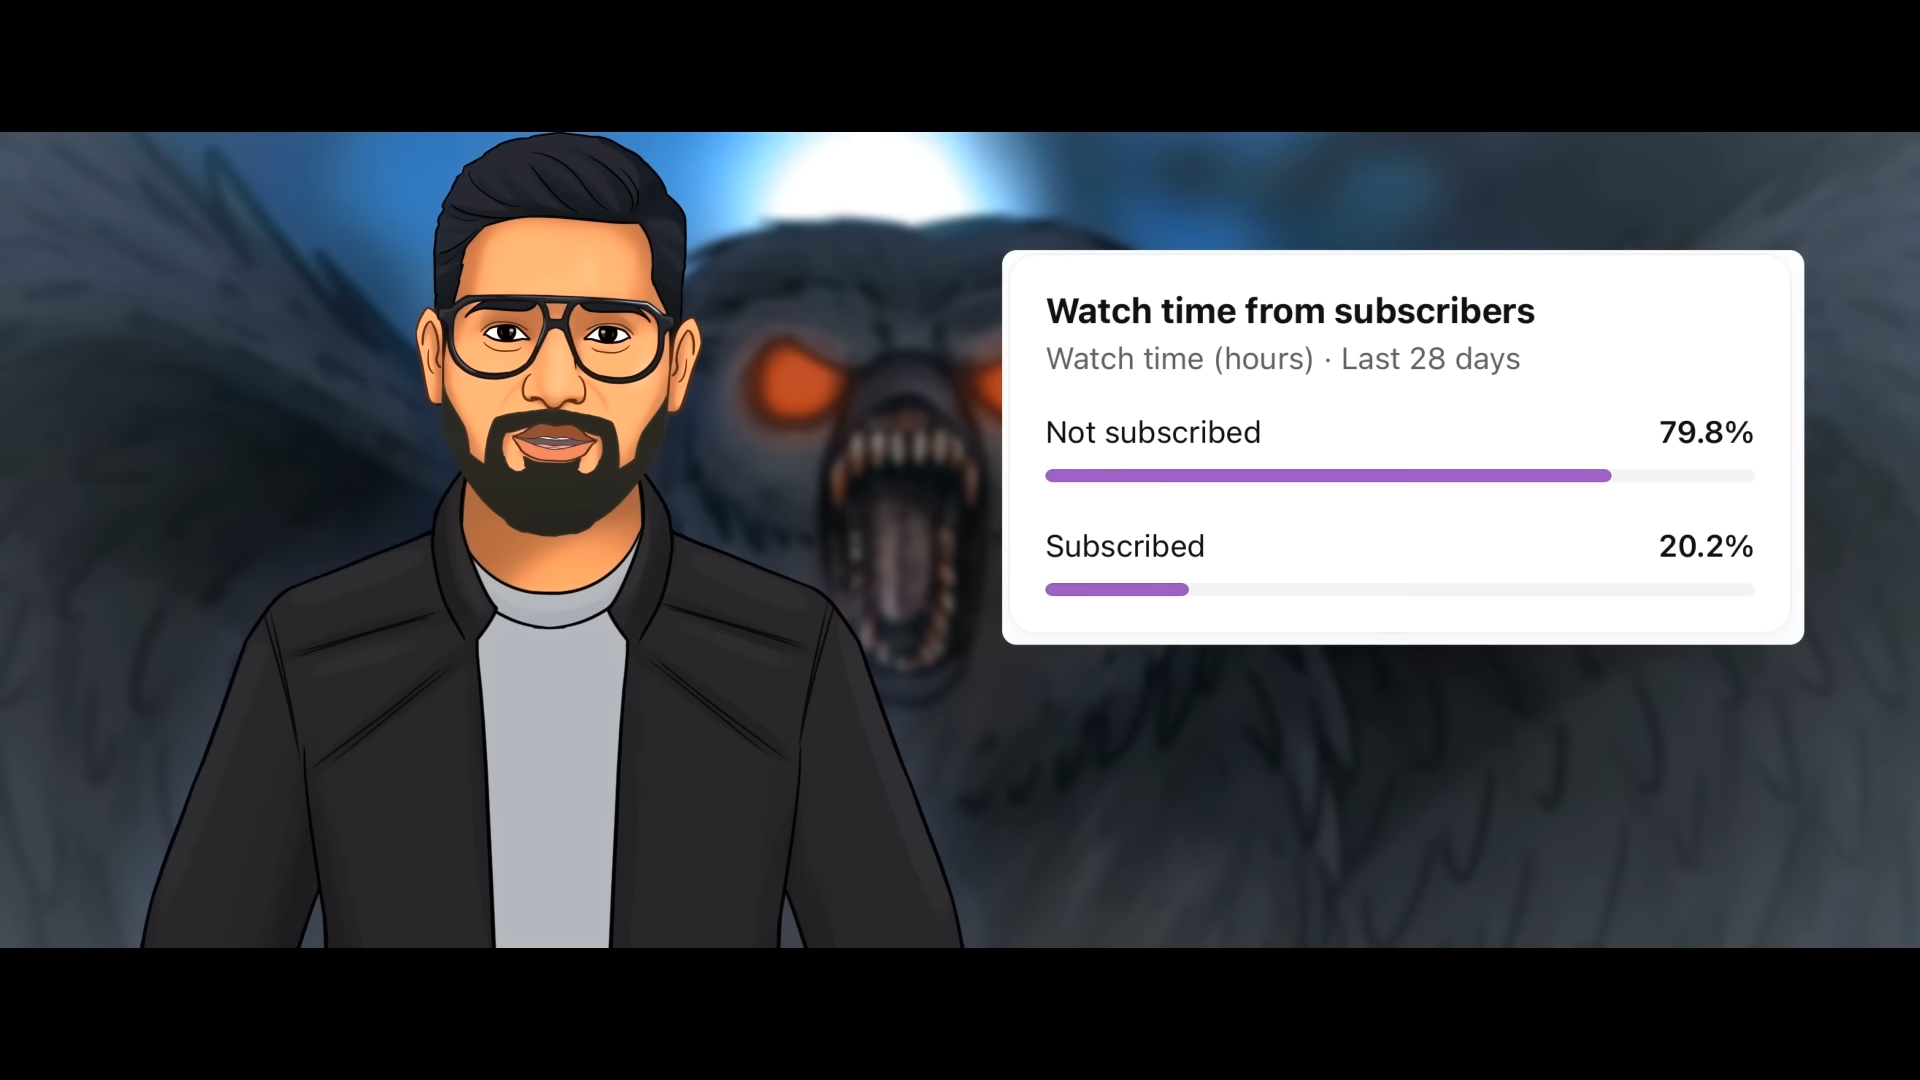 Watch time from subscribers
Watch time (hours) · Last 28 days
Not subscribed 79.8%
Subscribed 20.2%